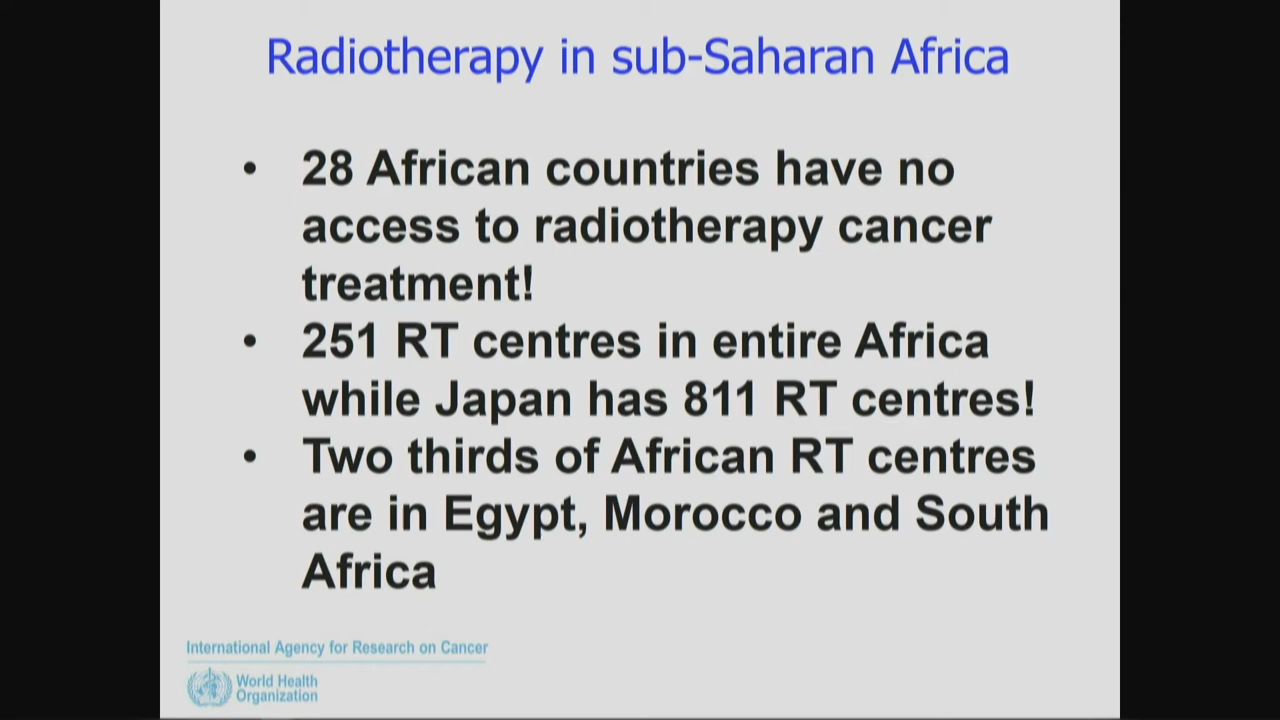 Radiotherapy in sub-Saharan Africa
• 28 African countries have no
access to radiotherapy cancer
treatment!
• 251 RT centres in entire Africa
while Japan has 811 RT centres!
• Two thirds of African RT centres
are in Egypt, Morocco and South
Africa
International Agency for Research on Cancer
World Health
Organization